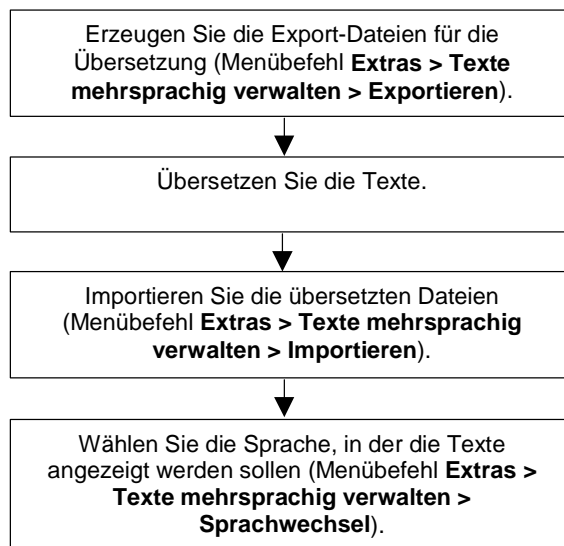 Erzeugen Sie die Export-Dateien für die
Übersetzung (Menübefehl Extras > Texte
mehrsprachig verwalten > Exportieren).
Übersetzen Sie die Texte.
Importieren Sie die übersetzten Dateien
(Menübefehl Extras > Texte mehrsprachig
verwalten > Importieren).
Wählen Sie die Sprache, in der die Texte
angezeigt werden sollen (Menübefehl Extras >
Texte mehrsprachig verwalten >
Sprachwechsel).